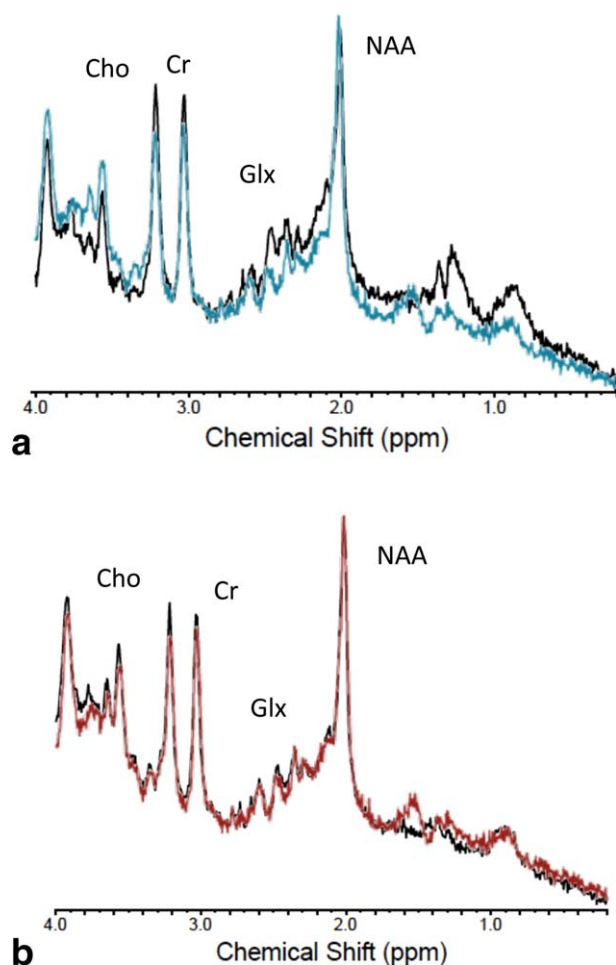 NAA
Cho Cr
Glx
4.0 3.0 2.0 1.0
Chemical Shift (ppm)
a
NAA
Cho Cr
Glx
4.0 3.0 2.0 1.0
Chemical Shift (ppm)
b